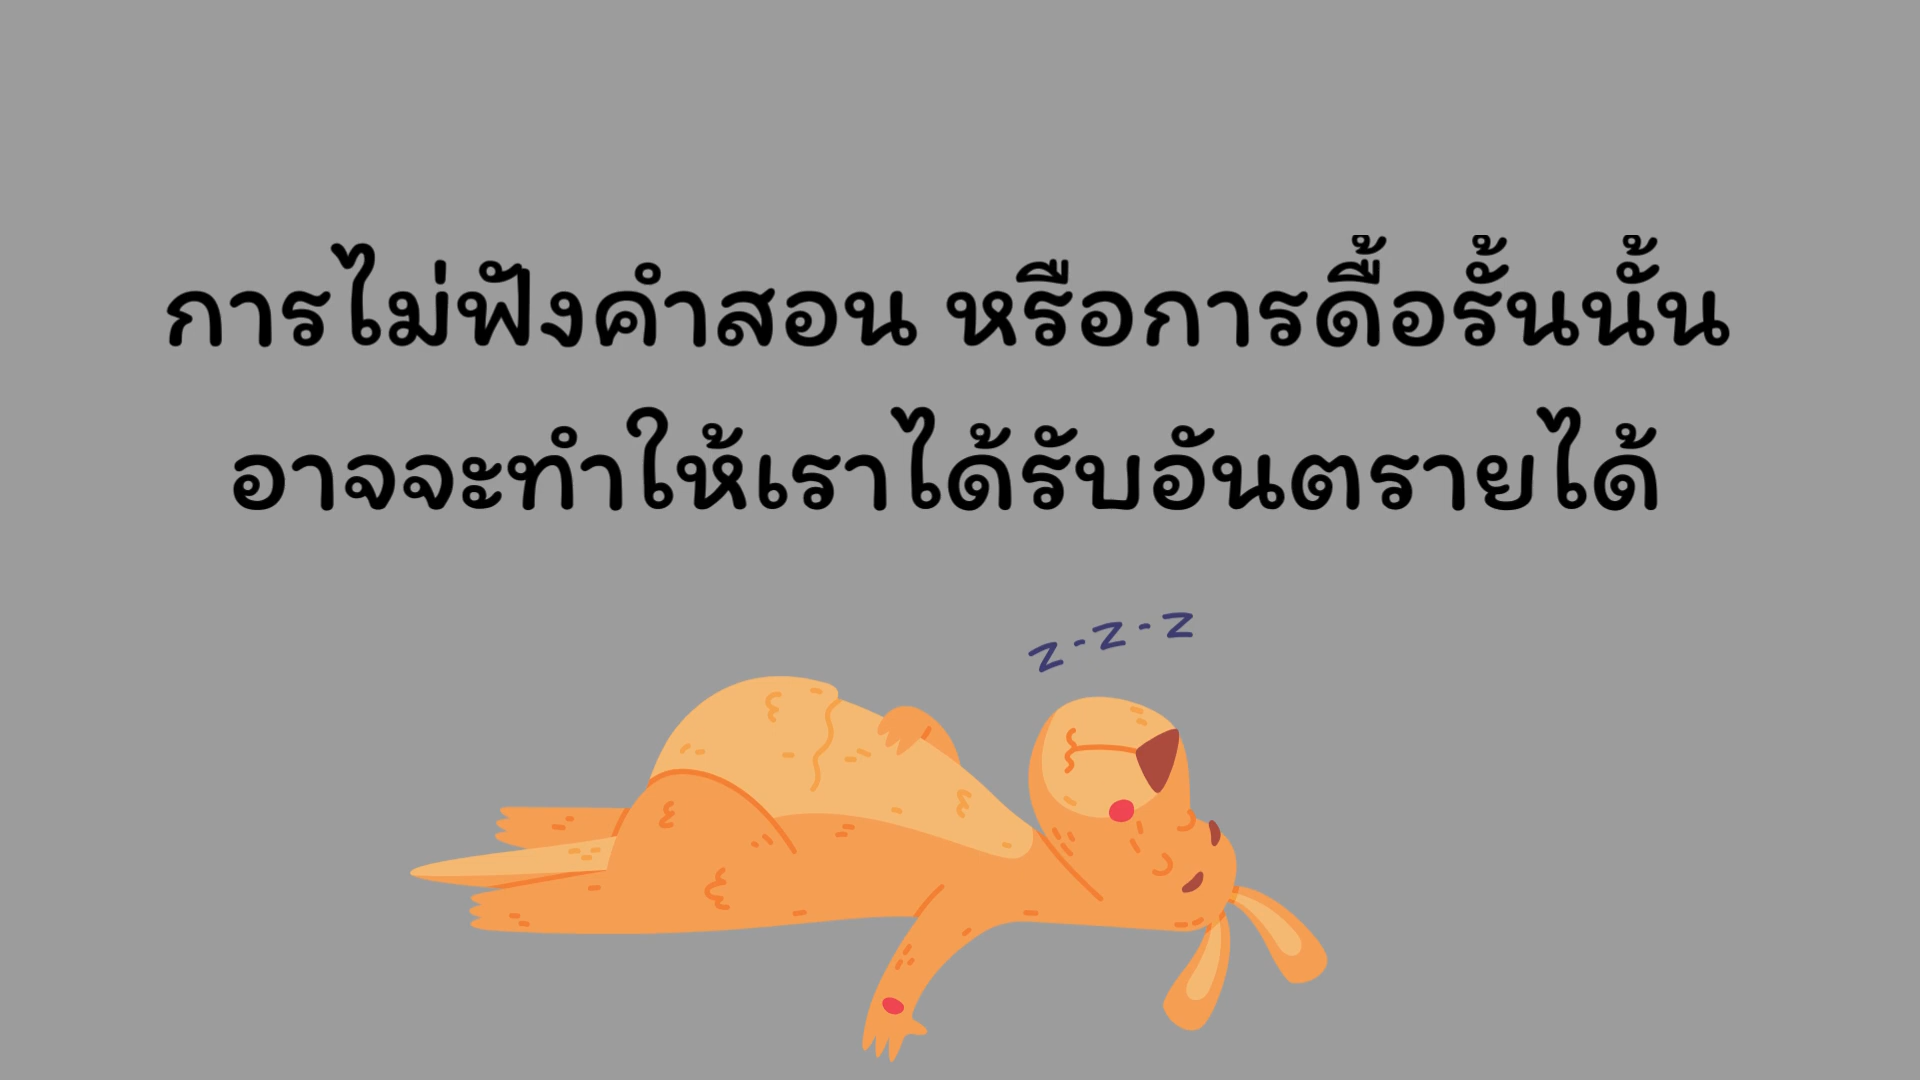 การไม่ฟังคำสอน หรือการดื้อรั้นนั้น
อาจจะทำให้เราได้รับอันตรายได้
z-z-z